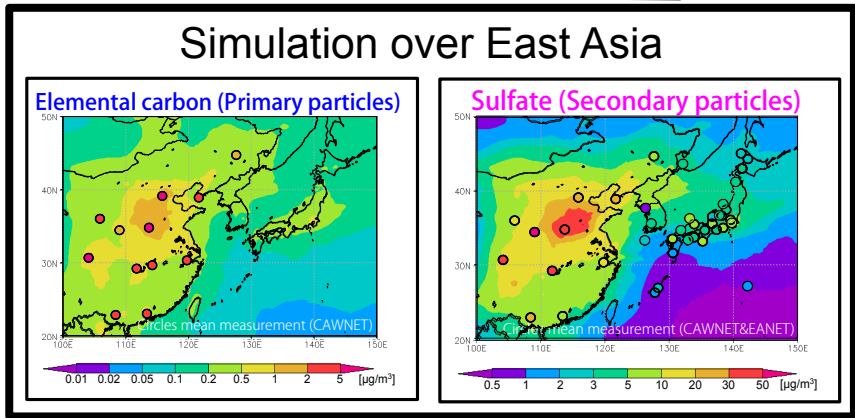 Simulation over East Asia
Elemental carbon (Primary particles)
50N
40N
30N
20N
100E 110E 120E 130E 140E 150E
Circles mean measurement (CAWNET)
0.01 0.02 0.05 0.1 0.2 0.5 1 2 5 [μg/m³]
Sulfate (Secondary particles)
50N
40N
30N
20N
100E 110E 120E 130E 140E 150E
Circles mean measurement (CAWNET&EANET)
0.5 1 2 3 5 10 20 30 50 [μg/m³]